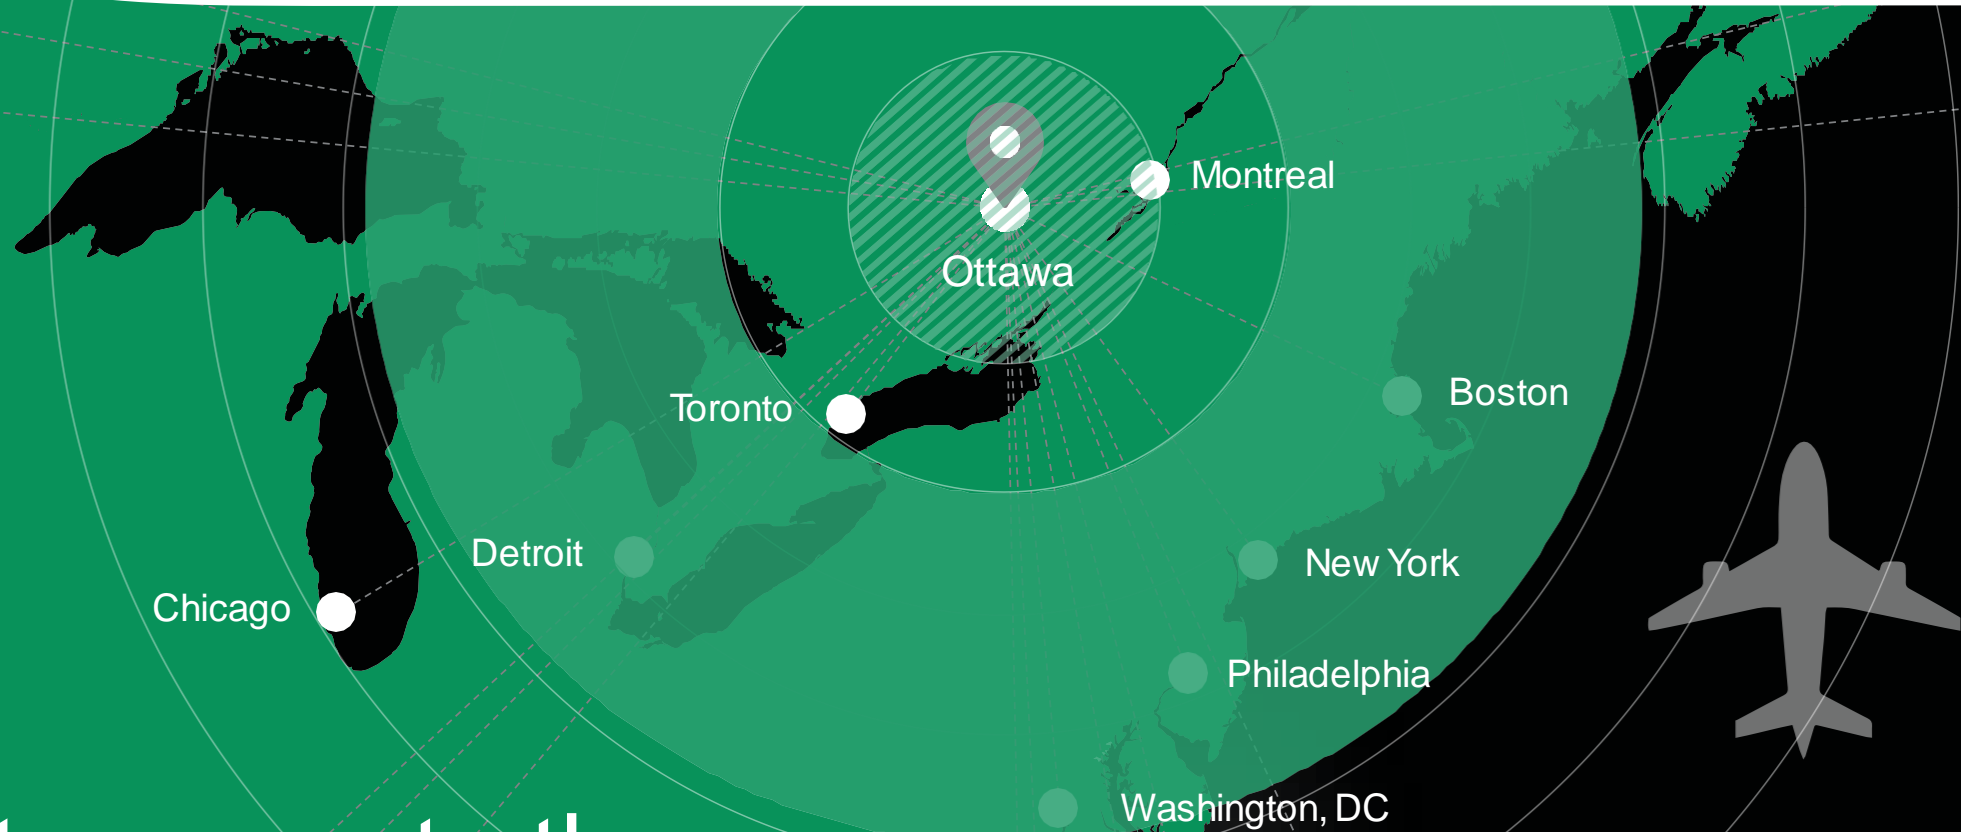 Montreal
Ottawa
Boston
Toronto
Detroit
New York
Chicago
Philadelphia
Washington, DC